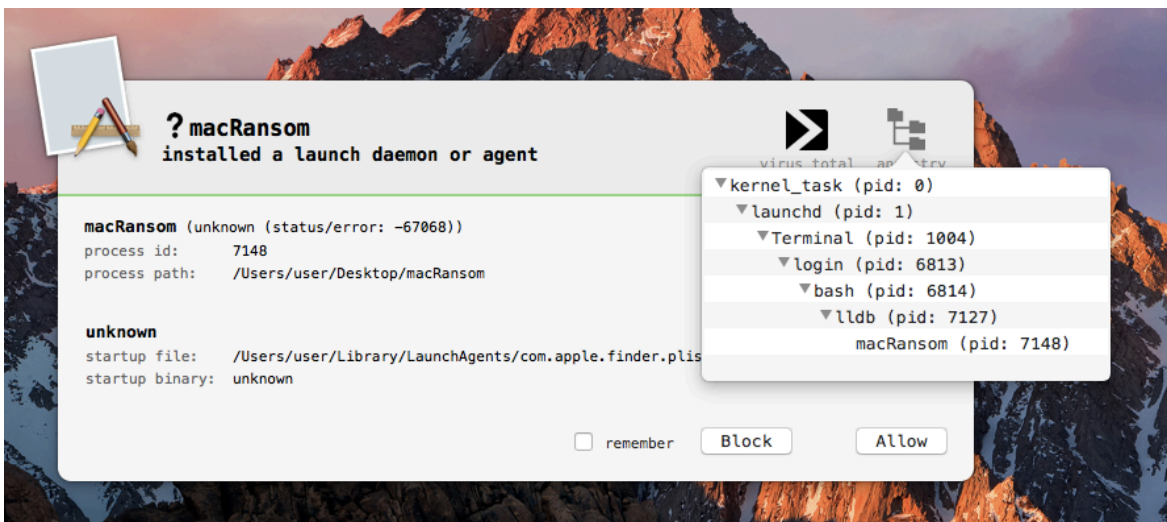 ? macRansom
installed a launch daemon or agent
virus total
ancestry
macRansom (unknown (status/error: -67068))
process id: 7148
process path: /Users/user/Desktop/macRansom
unknown
startup file: /Users/user/Library/LaunchAgents/com.apple.finder.plis
startup binary: unknown
kernel_task (pid: 0)
launchd (pid: 1)
Terminal (pid: 1004)
login (pid: 6813)
bash (pid: 6814)
lldb (pid: 7127)
macRansom (pid: 7148)
remember
Block
Allow